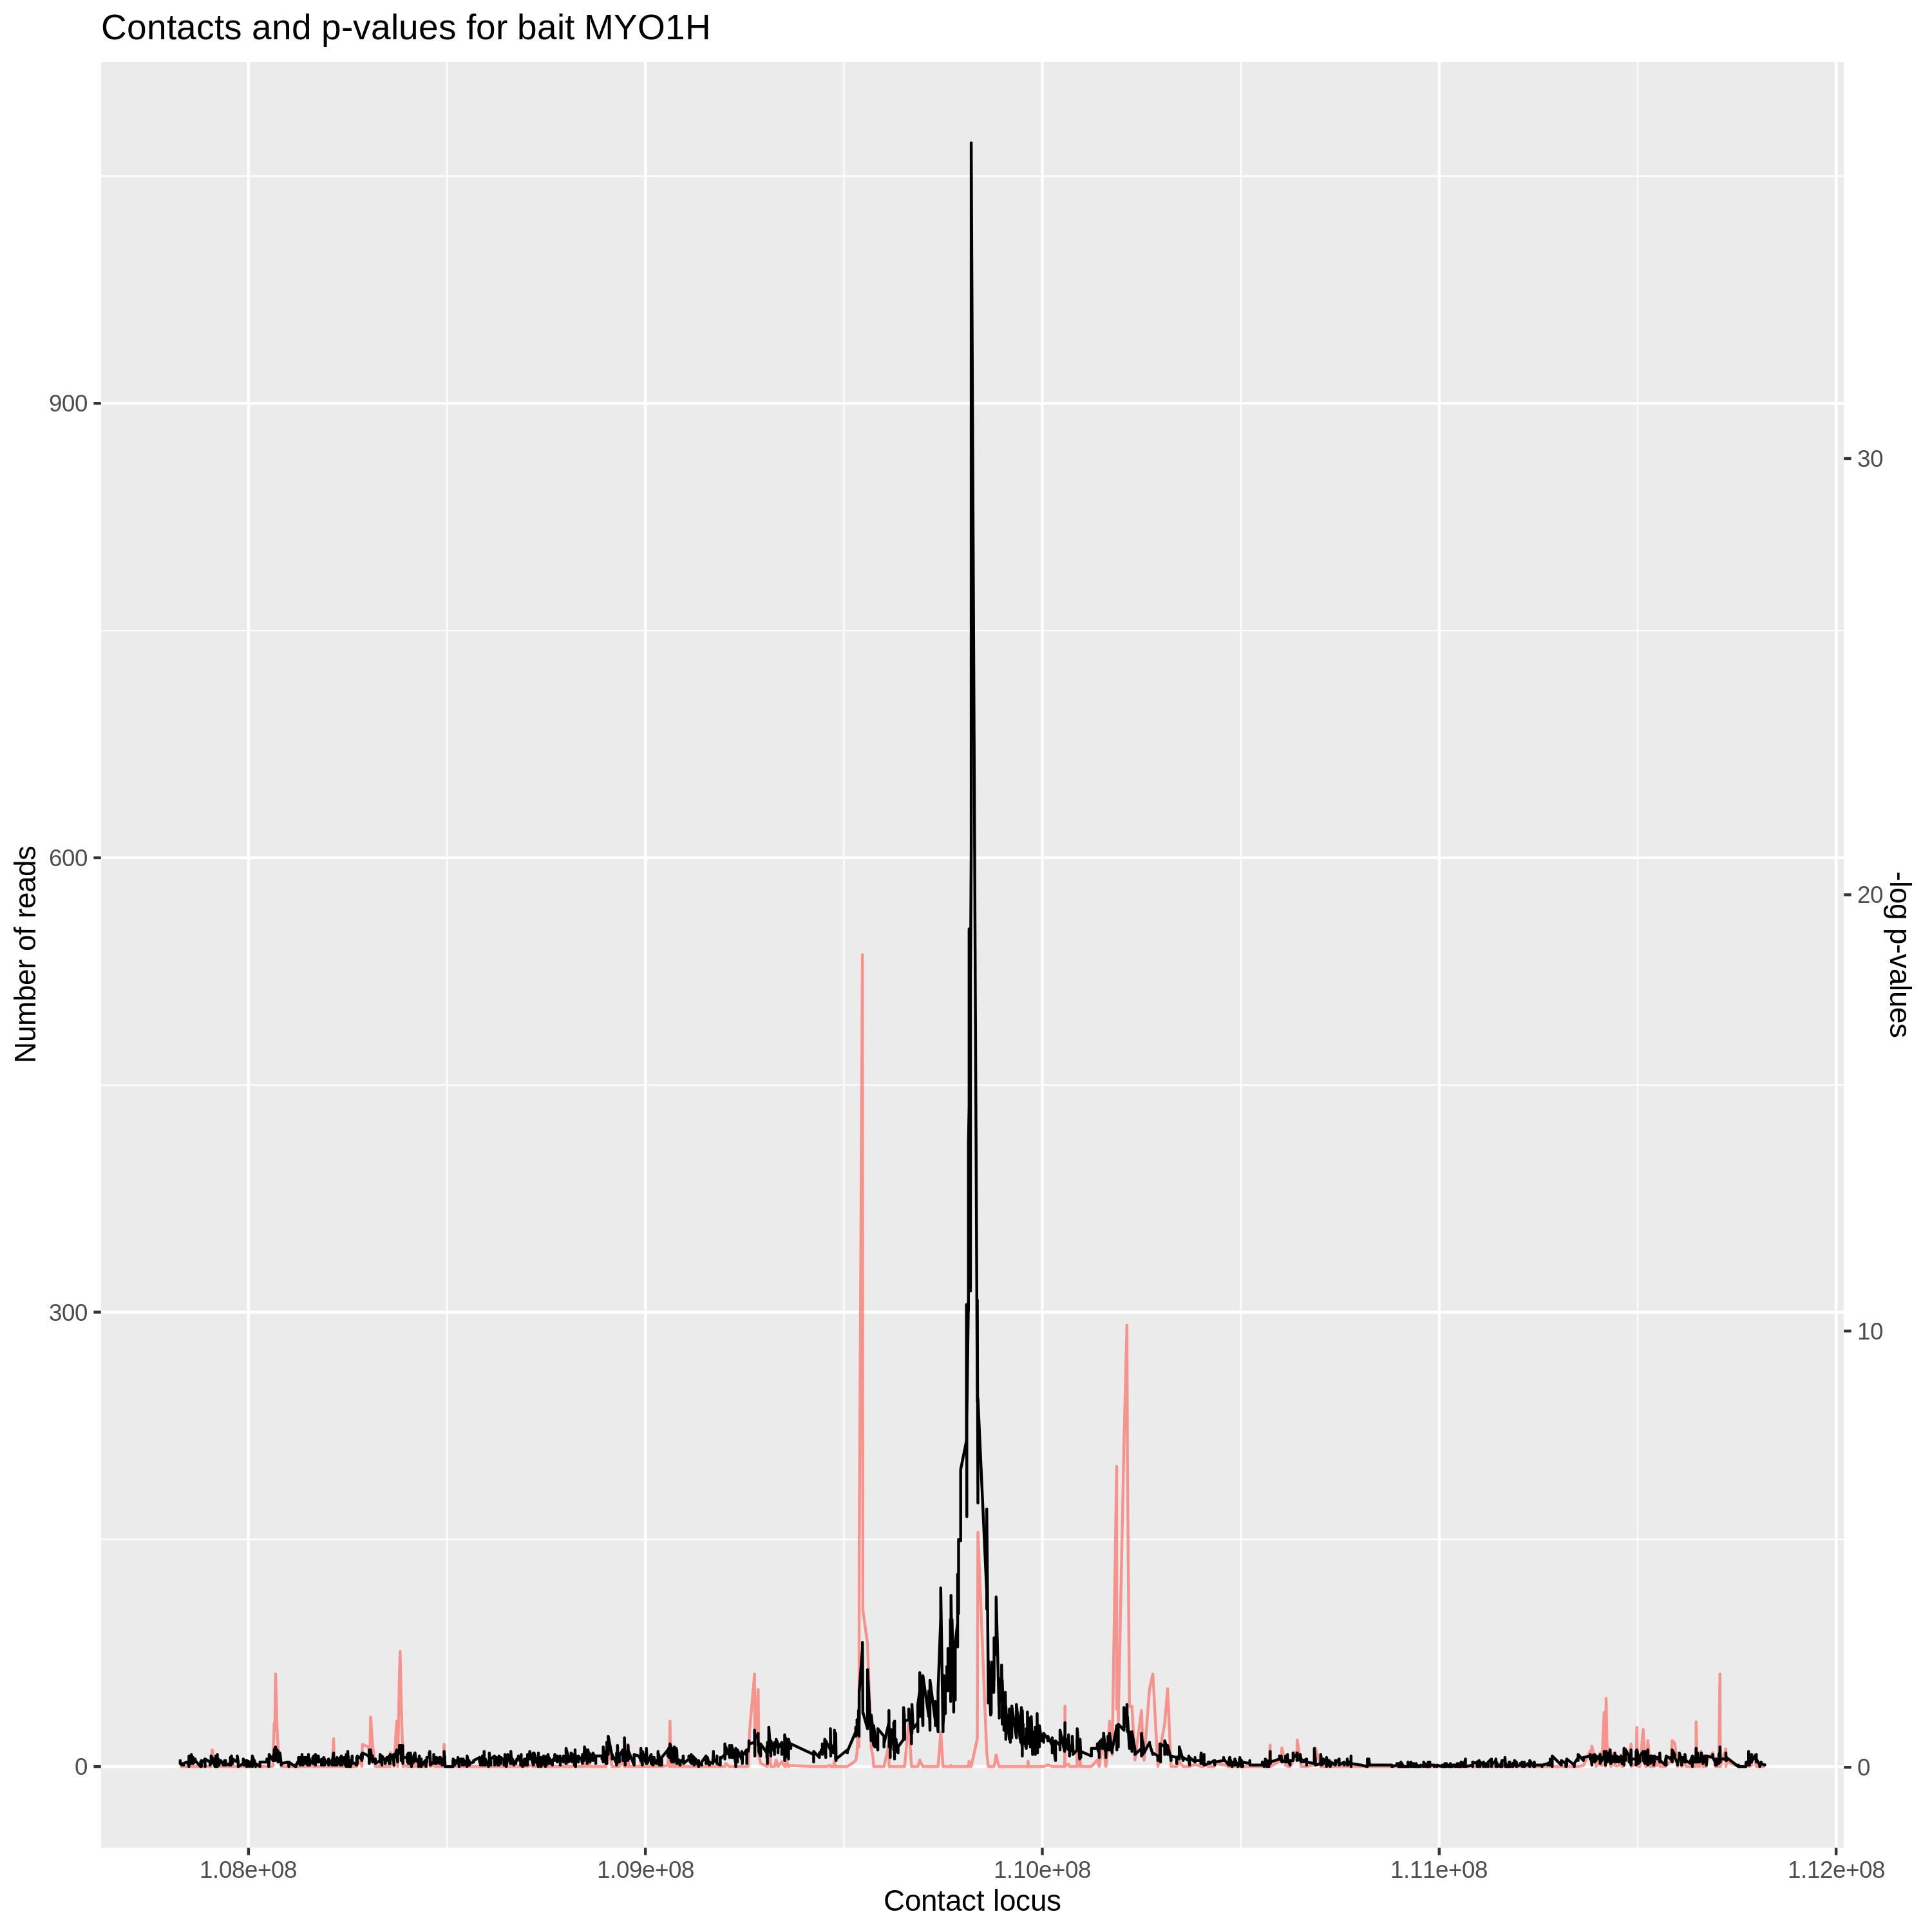 Contacts and p-values for bait MYO1H
900
600
300
0
30
20
10
0
Number of reads
-log p-values
1.08e+08
1.09e+08
1.10e+08
1.11e+08
1.12e+08
Contact locus